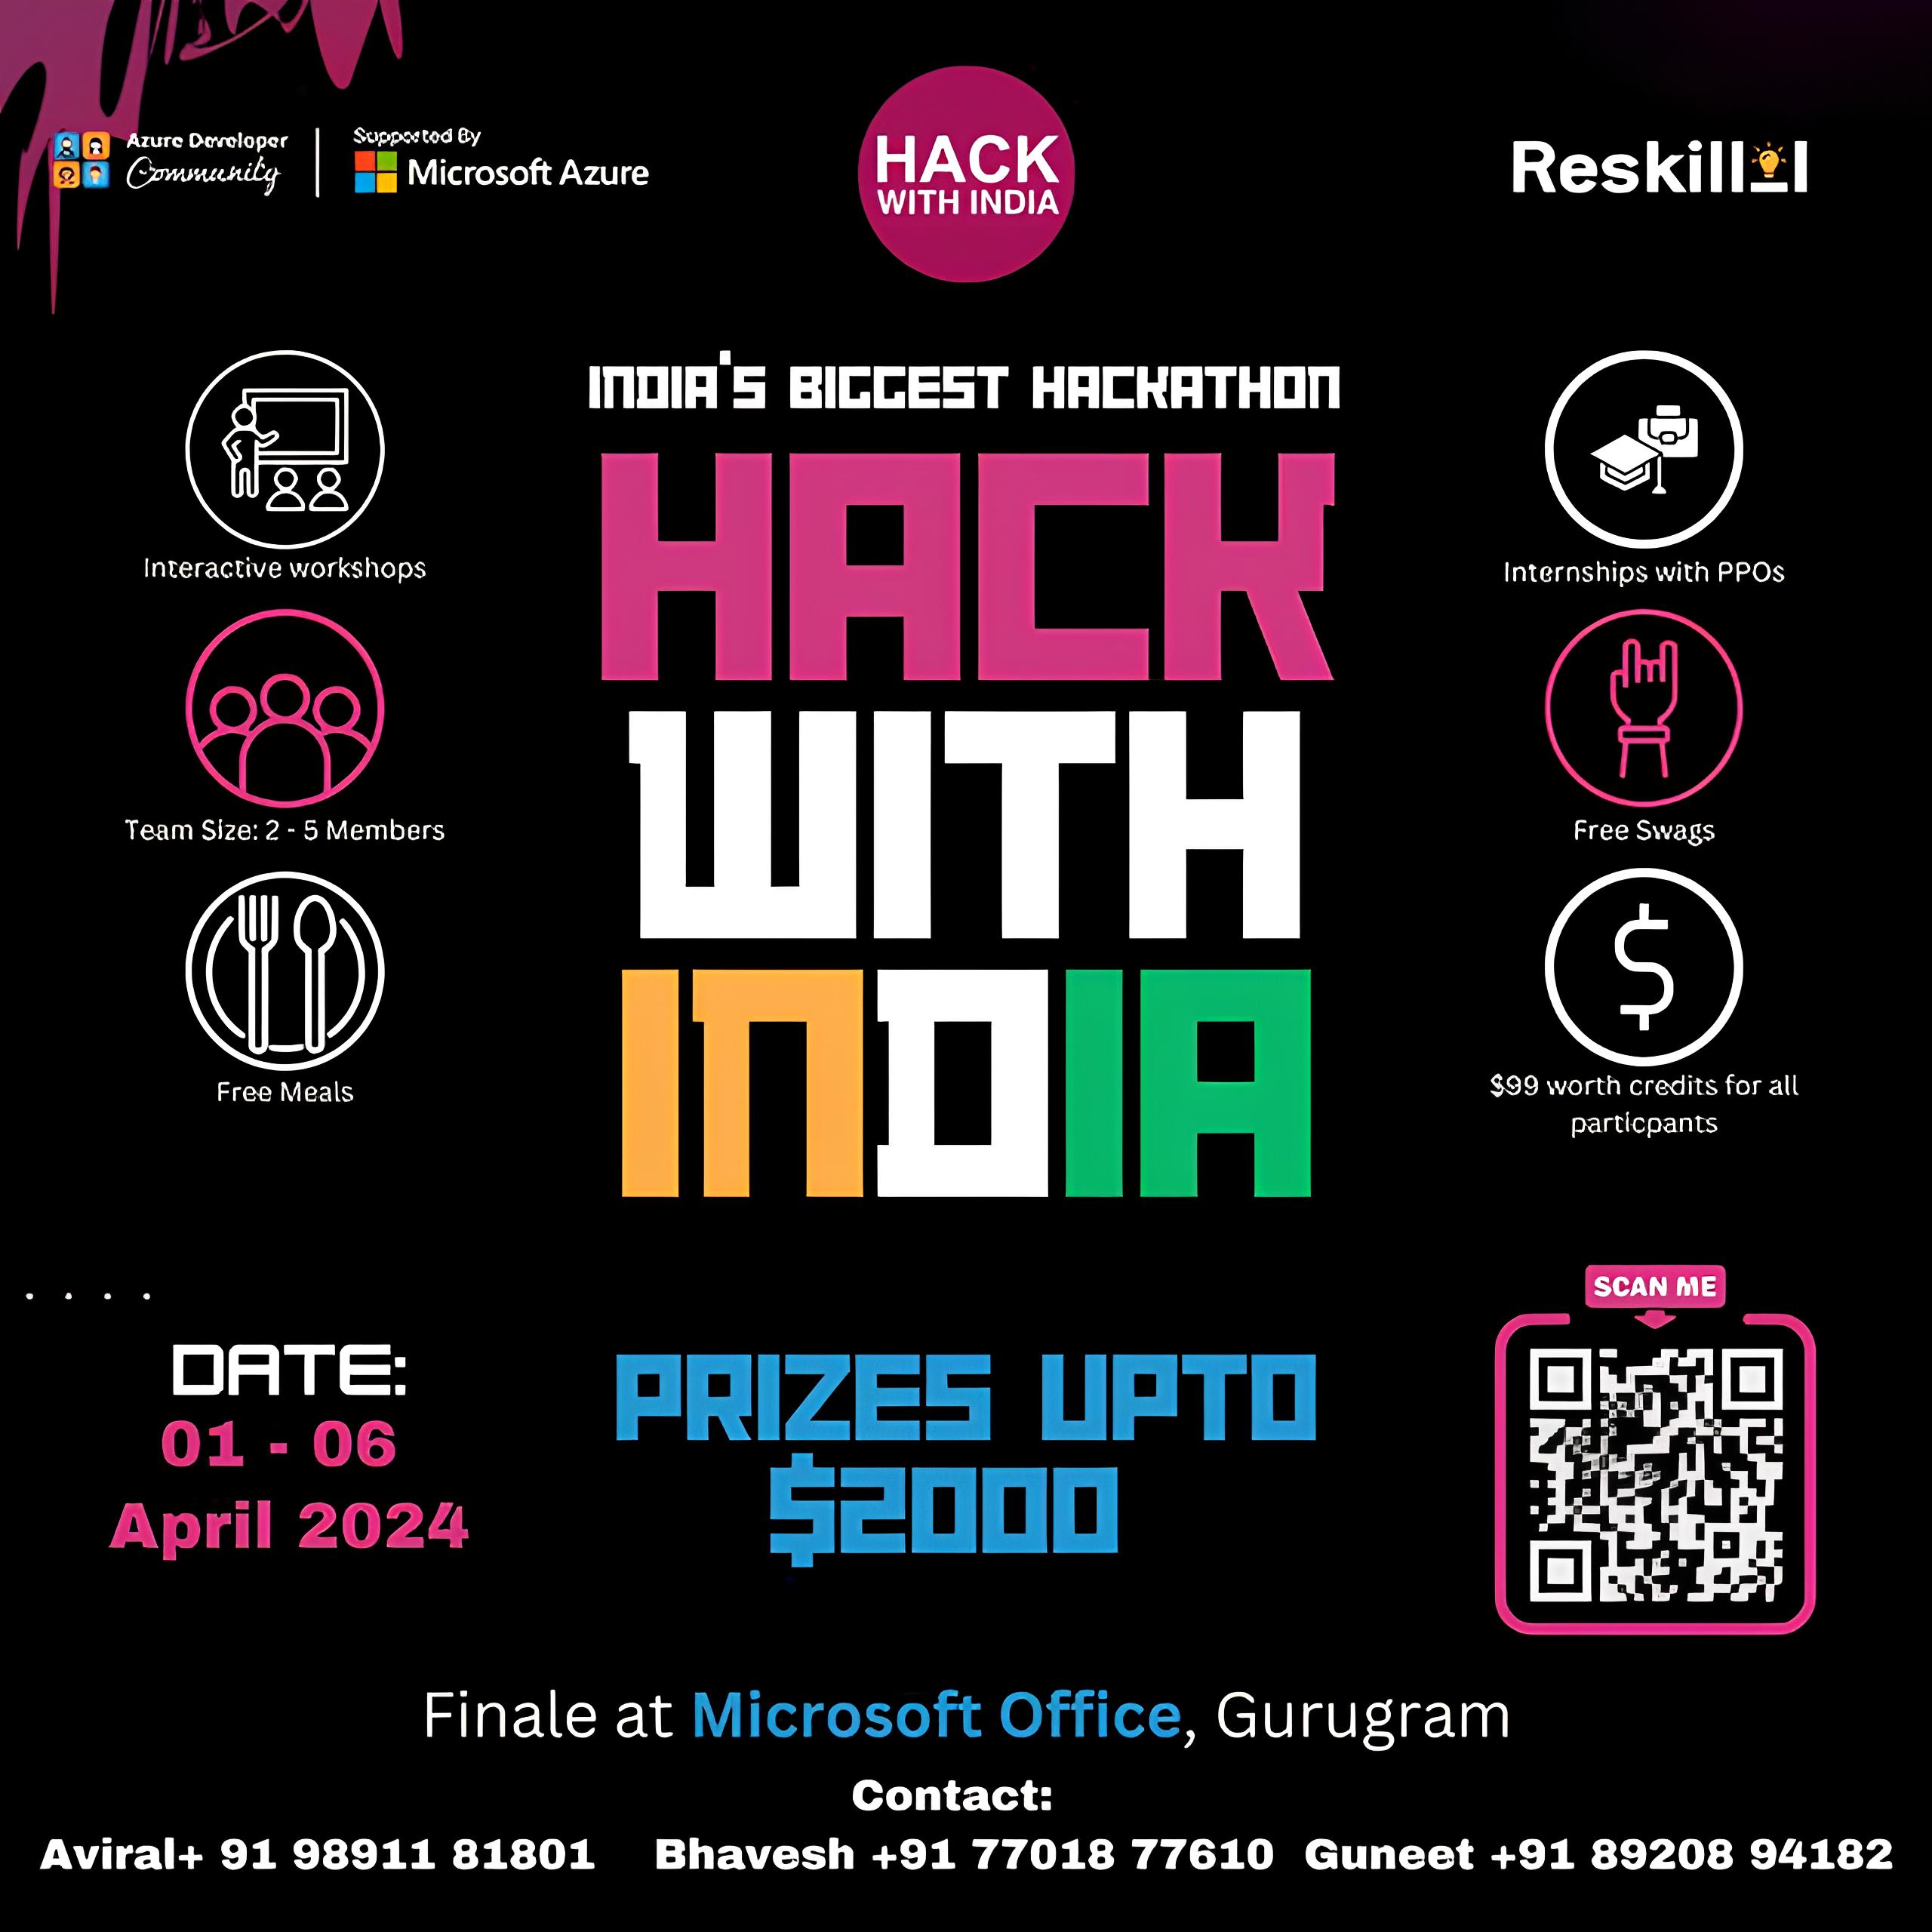 Azure Developer
Community
Supported By
Microsoft Azure
HACK
WITH INDIA
Reskilll
INDIA'S BIGGEST HACKATHON
HACK
WITH
INDIA
Interactive workshops
Team Size: 2 - 5 Members
Free Meals
Internships with PPOs
Free Swags
$99 worth credits for all
particpants
DATE:
01 - 06
April 2024
PRIZES UPTO
$2000
SCAN ME
Finale at Microsoft Office, Gurugram
Contact:
Aviral+ 91 98911 81801 Bhavesh +91 77018 77610 Guneet +91 89208 94182